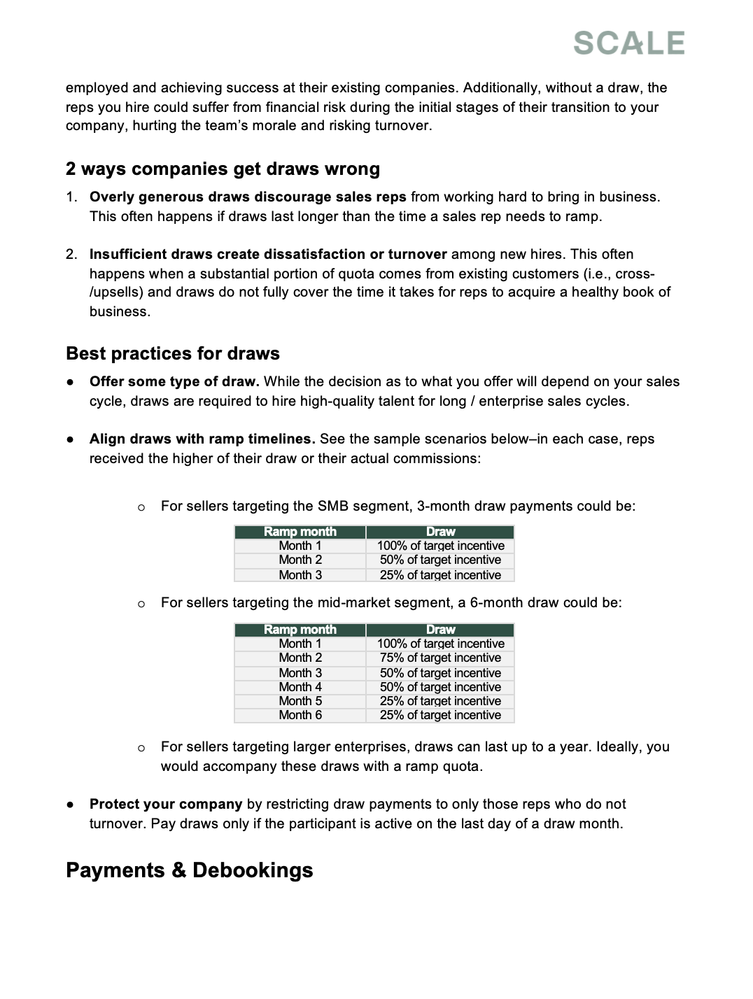 SCALE
employed and achieving success at their existing companies. Additionally, without a draw, the
reps you hire could suffer from financial risk during the initial stages of their transition to your
company, hurting the team’s morale and risking turnover.
2 ways companies get draws wrong
1. Overly generous draws discourage sales reps from working hard to bring in business.
This often happens if draws last longer than the time a sales rep needs to ramp.
2. Insufficient draws create dissatisfaction or turnover among new hires. This often
happens when a substantial portion of quota comes from existing customers (i.e., cross-
/upsells) and draws do not fully cover the time it takes for reps to acquire a healthy book of
business.
Best practices for draws
● Offer some type of draw. While the decision as to what you offer will depend on your sales
cycle, draws are required to hire high-quality talent for long / enterprise sales cycles.
● Align draws with ramp timelines. See the sample scenarios below–in each case, reps
received the higher of their draw or their actual commissions:
○ For sellers targeting the SMB segment, 3-month draw payments could be:
Ramp month Draw
Month 1 100% of target incentive
Month 2 50% of target incentive
Month 3 25% of target incentive
○ For sellers targeting the mid-market segment, a 6-month draw could be:
Ramp month Draw
Month 1 100% of target incentive
Month 2 75% of target incentive
Month 3 50% of target incentive
Month 4 50% of target incentive
Month 5 25% of target incentive
Month 6 25% of target incentive
○ For sellers targeting larger enterprises, draws can last up to a year. Ideally, you
would accompany these draws with a ramp quota.
● Protect your company by restricting draw payments to only those reps who do not
turnover. Pay draws only if the participant is active on the last day of a draw month.
Payments & Debookings